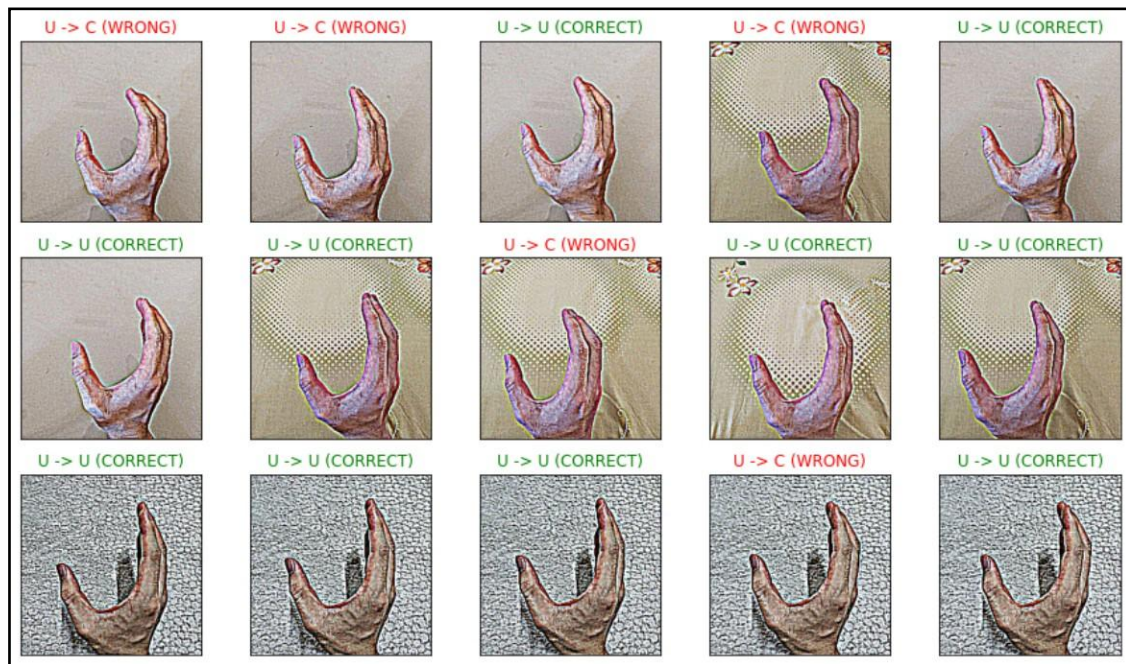 U -> C (WRONG) U -> C (WRONG) U -> U (CORRECT) U -> C (WRONG) U -> U (CORRECT)
U -> U (CORRECT) U -> U (CORRECT) U -> C (WRONG) U -> U (CORRECT) U -> U (CORRECT)
U -> U (CORRECT) U -> U (CORRECT) U -> U (CORRECT) U -> C (WRONG) U -> U (CORRECT)